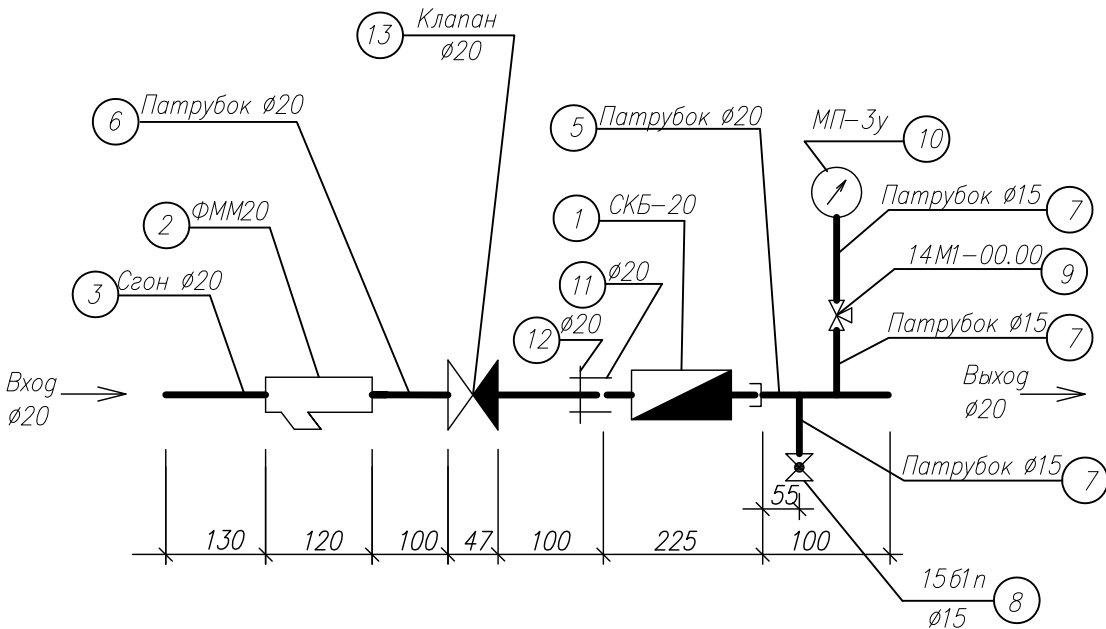 13
Клапан
ø20
6
Патрубок ø20
5
Патрубок ø20
МП-3у
10
2
ФММ20
1
СКБ-20
Патрубок ø15
7
3
Сгон ø20
11
ø20
14М1-00.00
9
12
ø20
Патрубок ø15
7
Вход
ø20
Выход
ø20
Патрубок ø15
7
55
130
120
100
47
100
225
100
15б1п
ø15
8